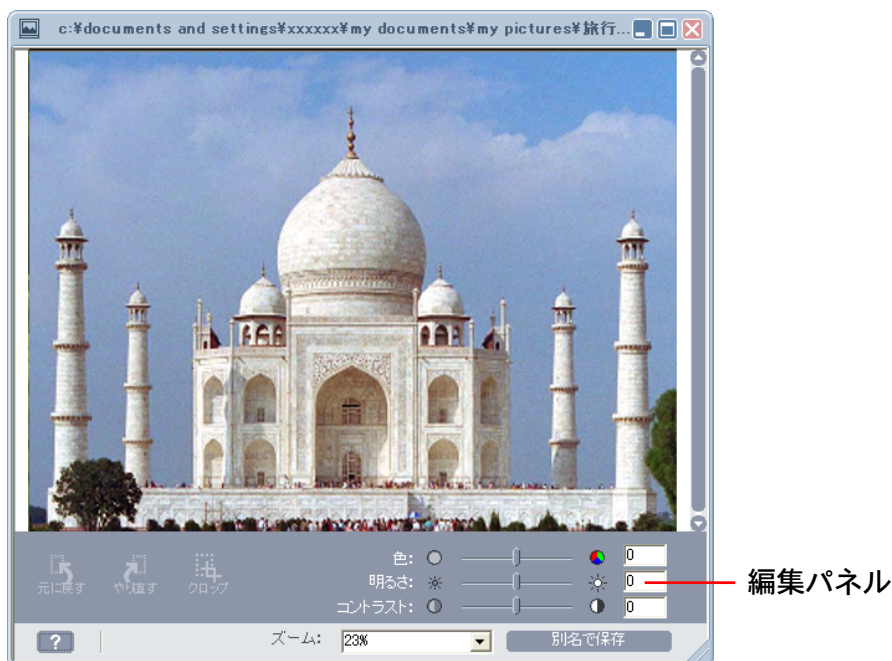 c:¥documents and settings¥xxxxxx¥my documents¥my pictures¥旅行...
元に戻す やり直す クロップ
色: 0
明るさ: 0
コントラスト: 0
編集パネル
? ズーム: 23% 別名で保存